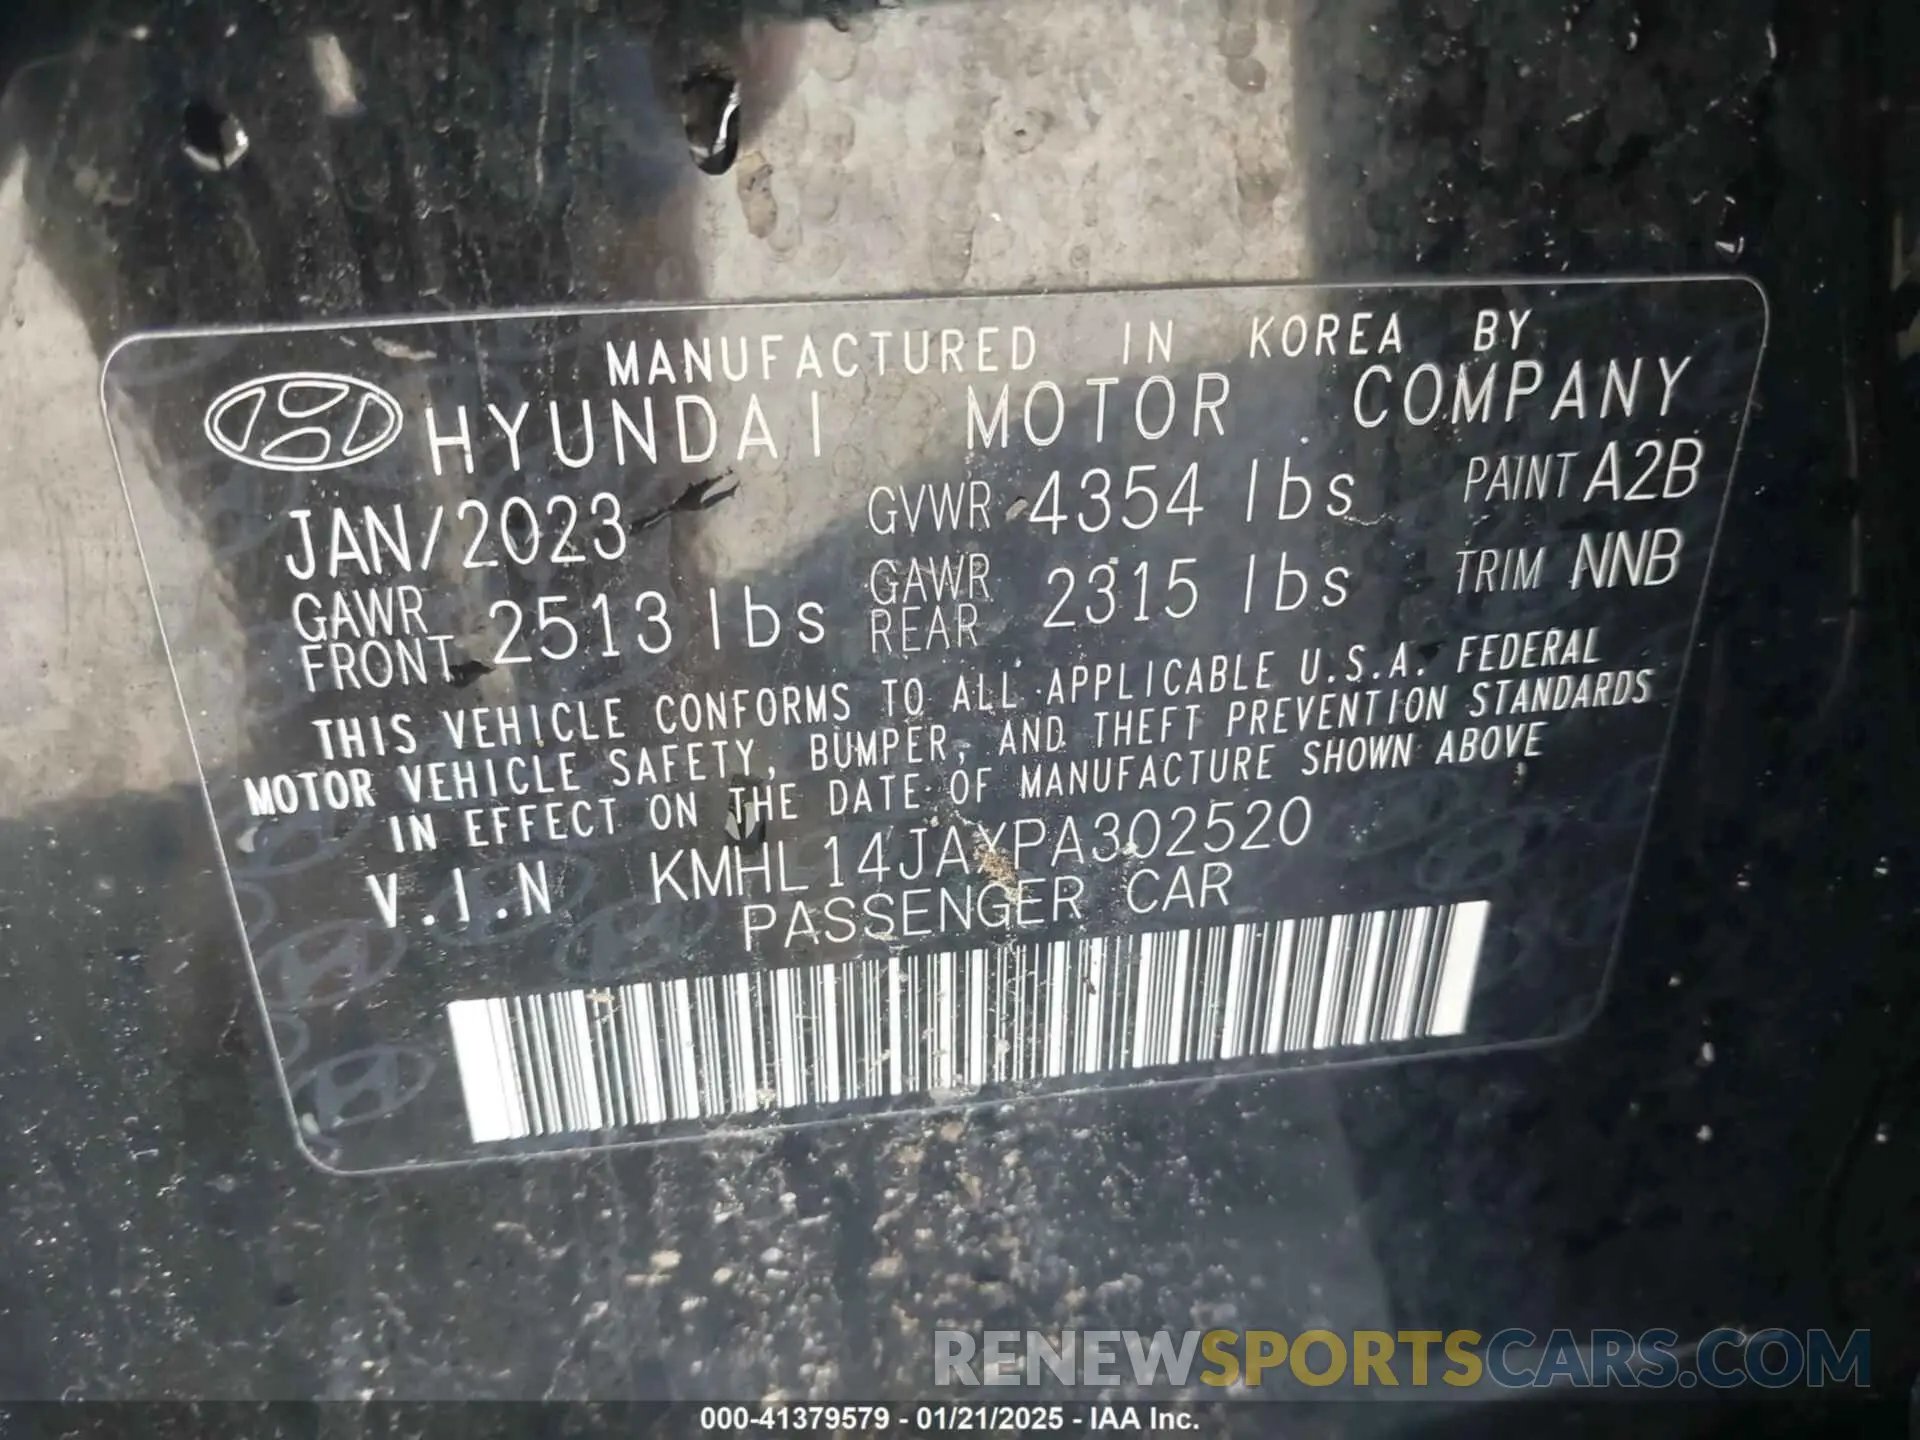 MANUFACTURED IN KOREA BY
HYUNDAI MOTOR COMPANY
JAN/2023 GVWR 4354 lbs PAINT A2B
GAWR FRONT 2513 lbs GAWR REAR 2315 lbs TRIM NNB
THIS VEHICLE CONFORMS TO ALL APPLICABLE U.S.A. FEDERAL
MOTOR VEHICLE SAFETY, BUMPER, AND THEFT PREVENTION STANDARDS
IN EFFECT ON THE DATE OF MANUFACTURE SHOWN ABOVE
V.I.N KMHL14JAXPA302520
PASSENGER CAR
RENEWSPORTSCARS.COM
000-41379579 - 01/21/2025 - IAA Inc.